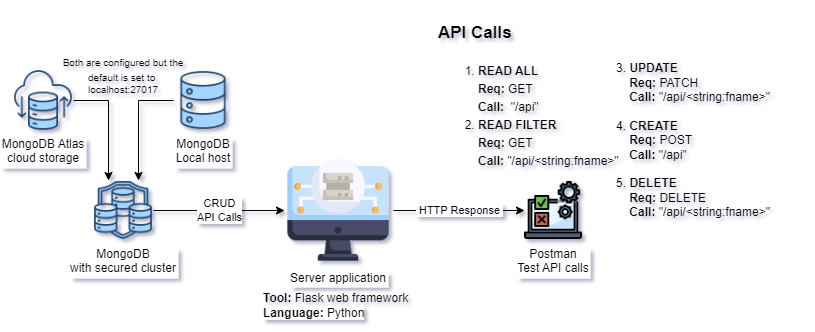 API Calls
Both are configured but the
default is set to
localhost:27017
MongoDB Atlas
cloud storage
MongoDB
Local host
1. READ ALL
Req: GET
Call: "/api"
2. READ FILTER
Req: GET
Call: "/api/<string:fname>"
3. UPDATE
Req: PATCH
Call: "/api/<string:fname>"
4. CREATE
Req: POST
Call: "/api"
5. DELETE
Req: DELETE
Call: "/api/<string:fname>"
CRUD
API Calls
HTTP Response
MongoDB
with secured cluster
Server application
Tool: Flask web framework
Language: Python
Postman
Test API calls